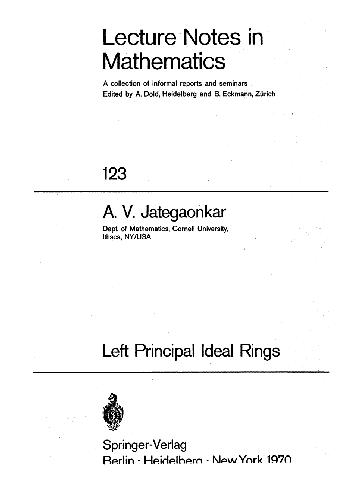 Lecture Notes in
Mathematics
A collection of informal reports and seminars
Edited by A. Dold, Heidelberg and B. Eckmann, Zürich
123
A. V. Jategaonkar
Dept. of Mathematics, Cornell University,
Ithaca, NY/USA
Left Principal Ideal Rings
Springer-Verlag
Berlin · Heidelberg · New York 1970